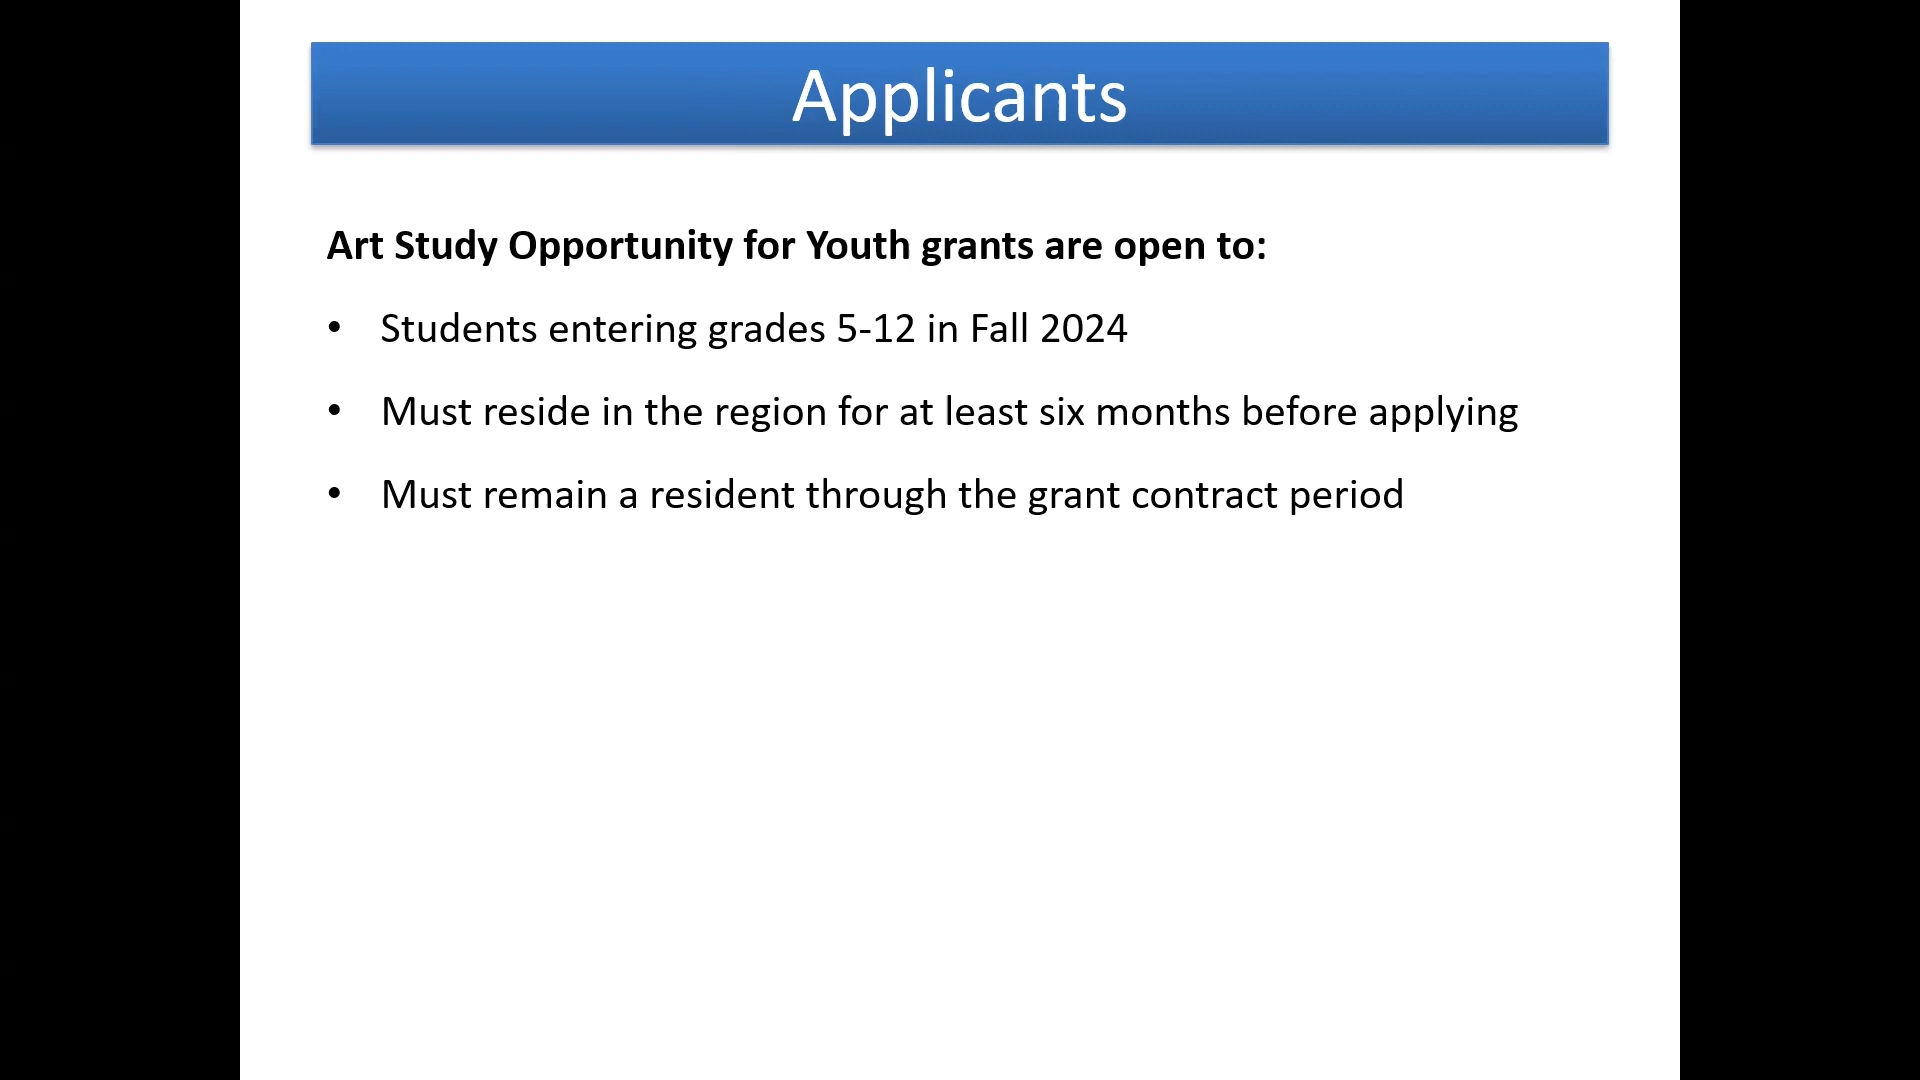 Applicants
Art Study Opportunity for Youth grants are open to:
• Students entering grades 5-12 in Fall 2024
• Must reside in the region for at least six months before applying
• Must remain a resident through the grant contract period